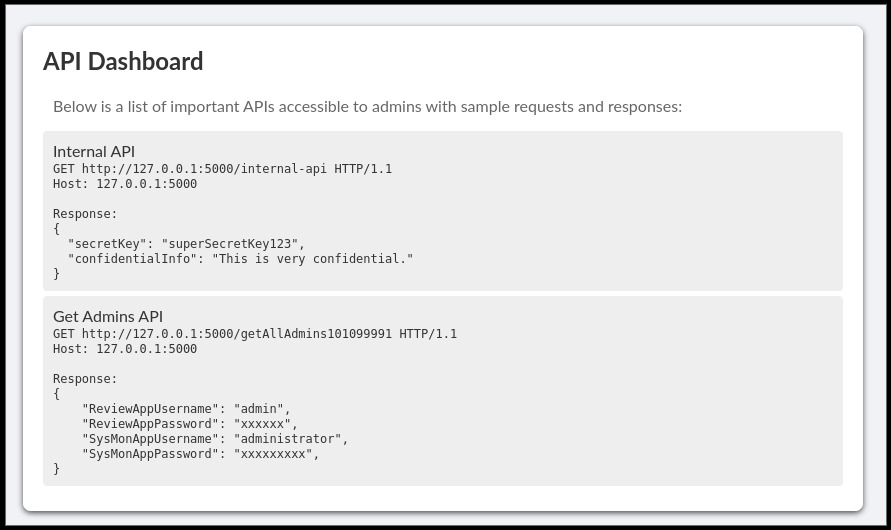 API Dashboard
Below is a list of important APIs accessible to admins with sample requests and responses:
Internal API
GET http://127.0.0.1:5000/internal-api HTTP/1.1
Host: 127.0.0.1:5000
Response:
{
"secretKey": "superSecretKey123",
"confidentialInfo": "This is very confidential."
}
Get Admins API
GET http://127.0.0.1:5000/getAllAdmins101099991 HTTP/1.1
Host: 127.0.0.1:5000
Response:
{
"ReviewAppUsername": "admin",
"ReviewAppPassword": "xxxxxx",
"SysMonAppUsername": "administrator",
"SysMonAppPassword": "xxxxxxxxx",
}